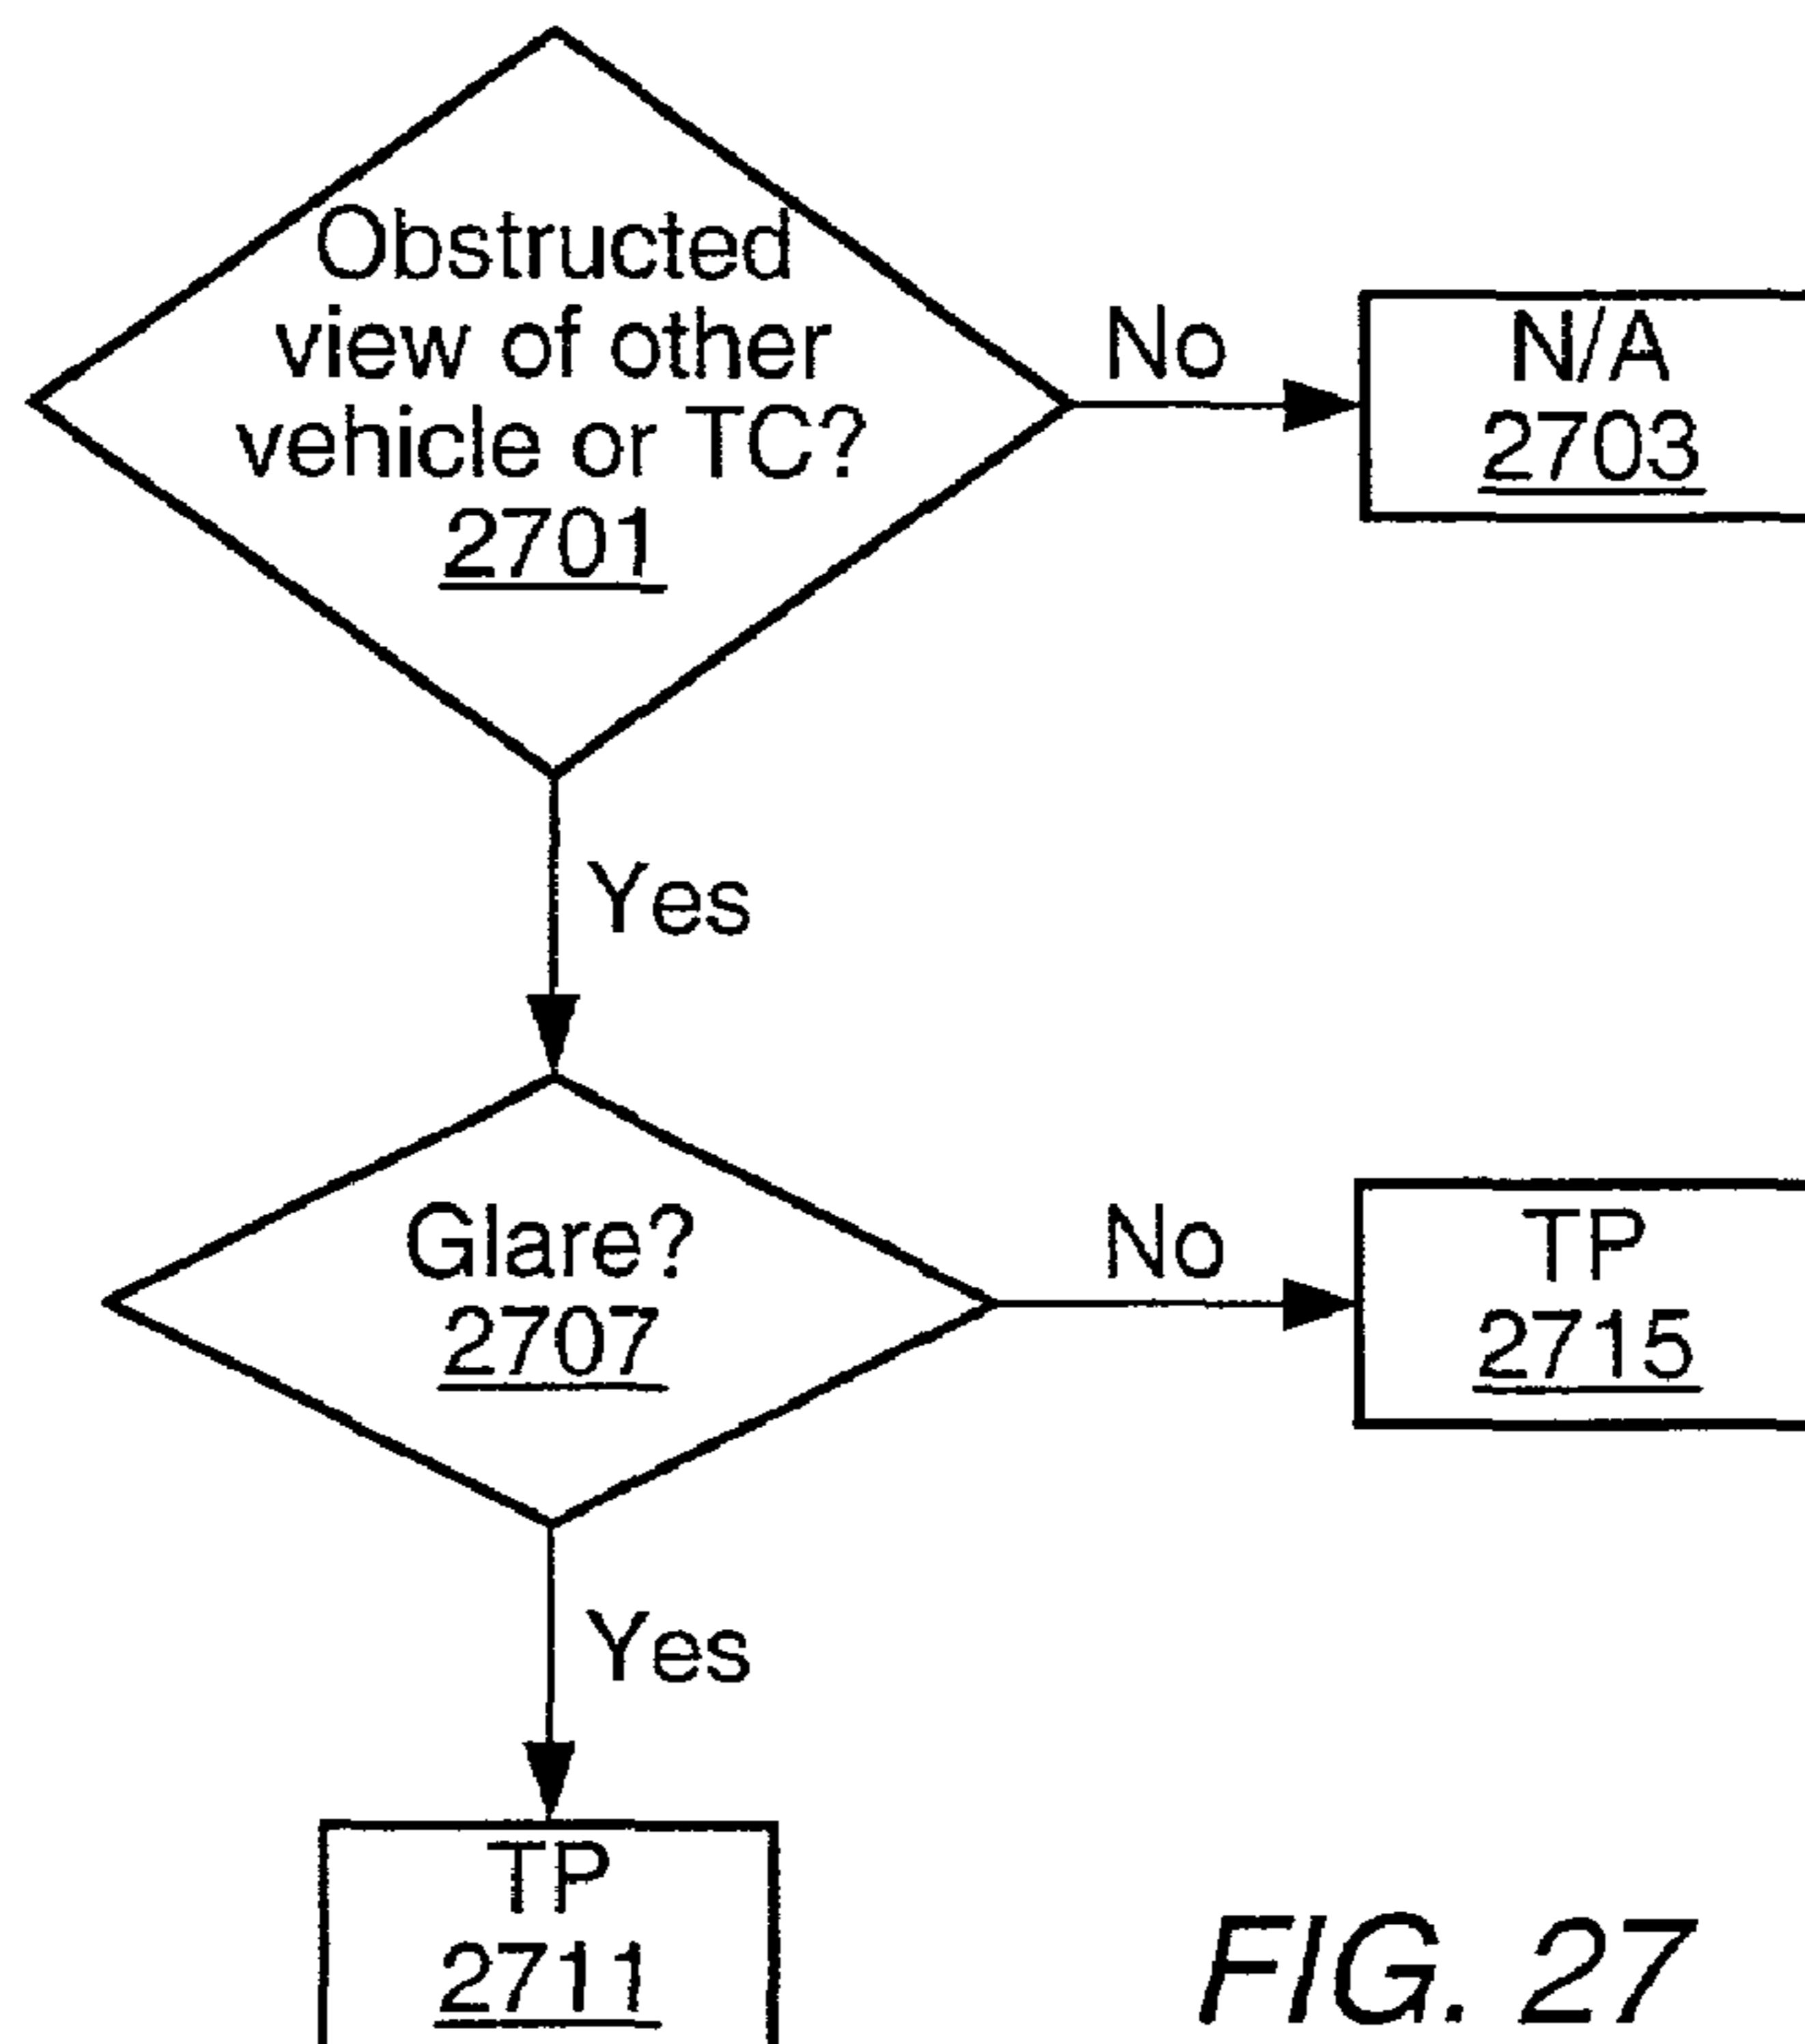 Obstructed
view of other
vehicle or TC?
2701
No
N/A
2703
Yes
Glare?
2707
No
TP
2715
Yes
TP
2711
FIG. 27